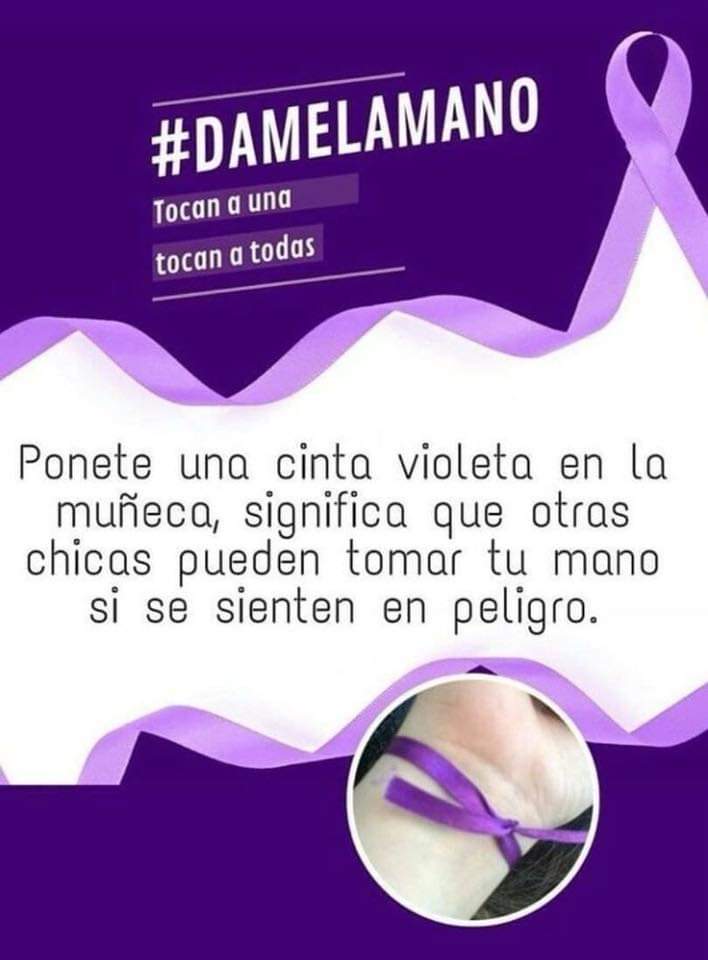 #DAMELAMANO
Tocan a una
tocan a todas
Ponete una cinta violeta en la
muñeca, significa que otras
chicas pueden tomar tu mano
si se sienten en peligro.